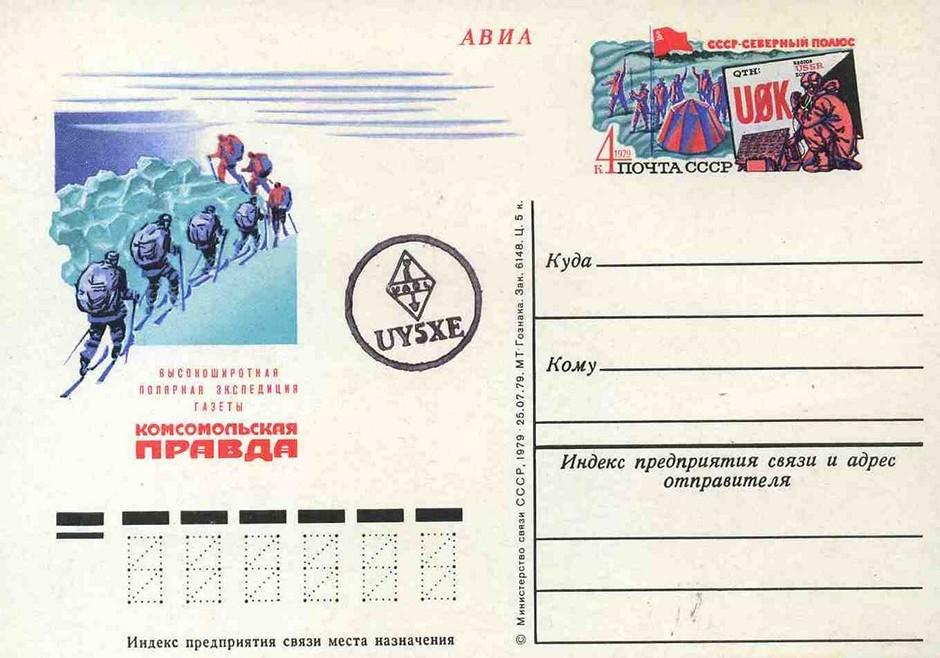 АВИА
СССР-СЕВЕРНЫЙ ПОЛЮС
QTH:
USSR
UØK
4 К 1979
ПОЧТА СССР
ВЫСОКОШИРОТНАЯ
ПОЛЯРНАЯ ЭКСПЕДИЦИЯ
ГАЗЕТЫ
КОМСОМОЛЬСКАЯ
ПРАВДА
UY5XE
Куда
Кому
Индекс предприятия связи и адрес
отправителя
© Министерство связи СССР, 1979 · 25.07.79. МТ Гознака. Зак. 6148. Ц. 5 к.
Индекс предприятия связи места назначения